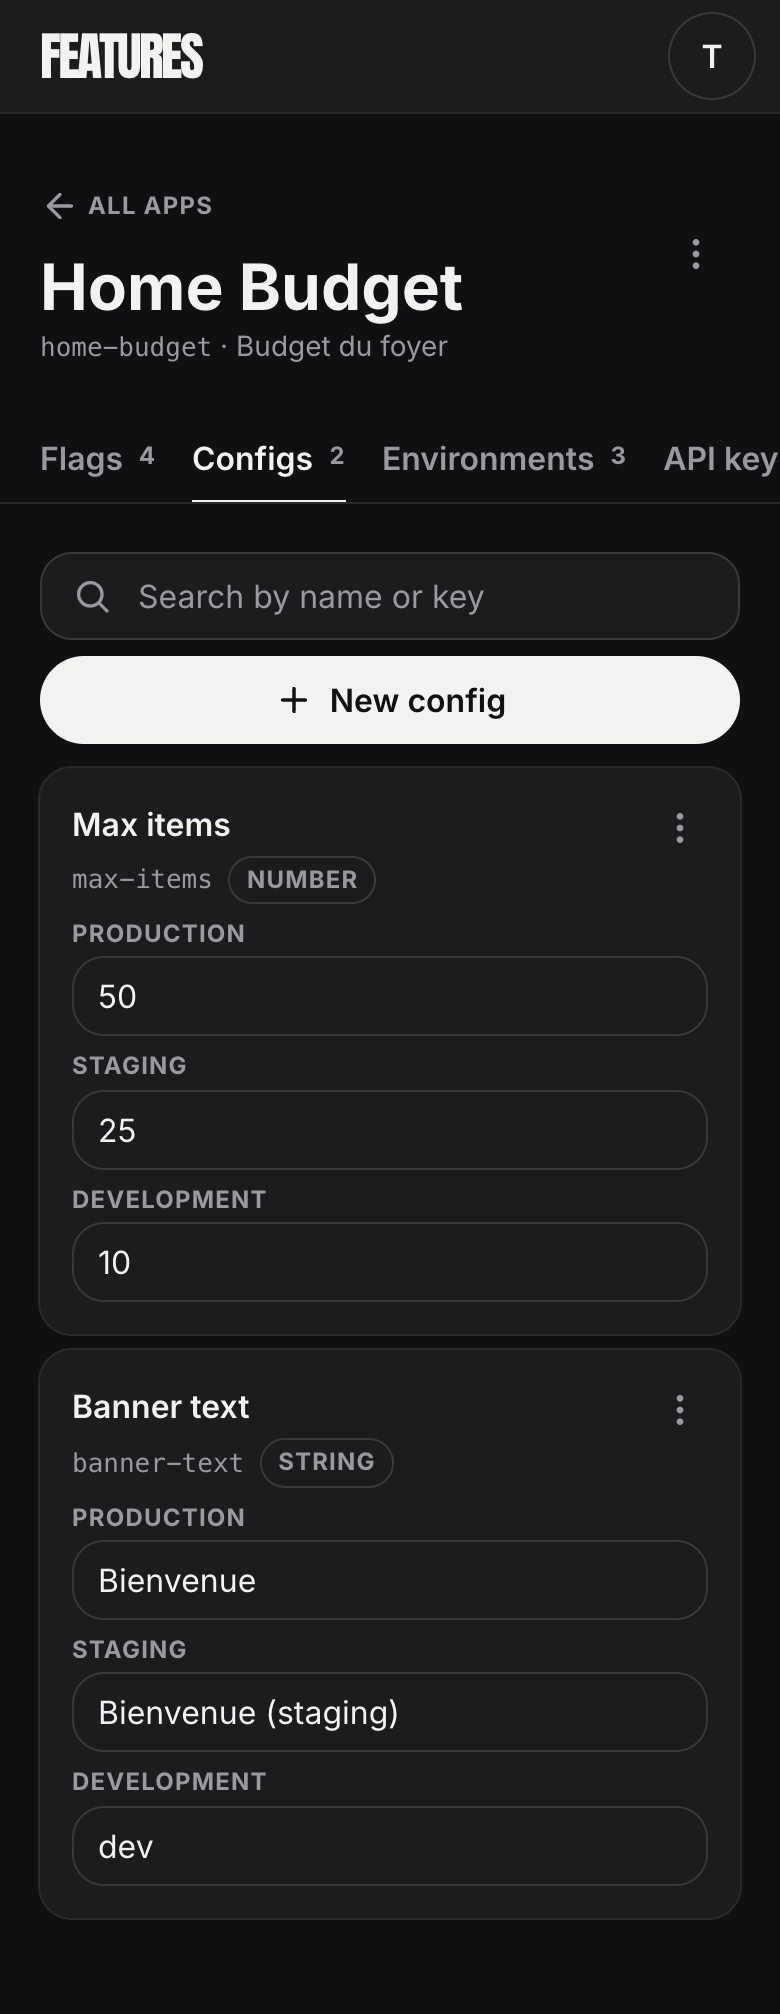 FEATURES
T
ALL APPS
Home Budget
home-budget · Budget du foyer
Flags 4 Configs 2 Environments 3 API key
Search by name or key
New config
Max items
max-items NUMBER
PRODUCTION
50
STAGING
25
DEVELOPMENT
10
Banner text
banner-text STRING
PRODUCTION
Bienvenue
STAGING
Bienvenue (staging)
DEVELOPMENT
dev